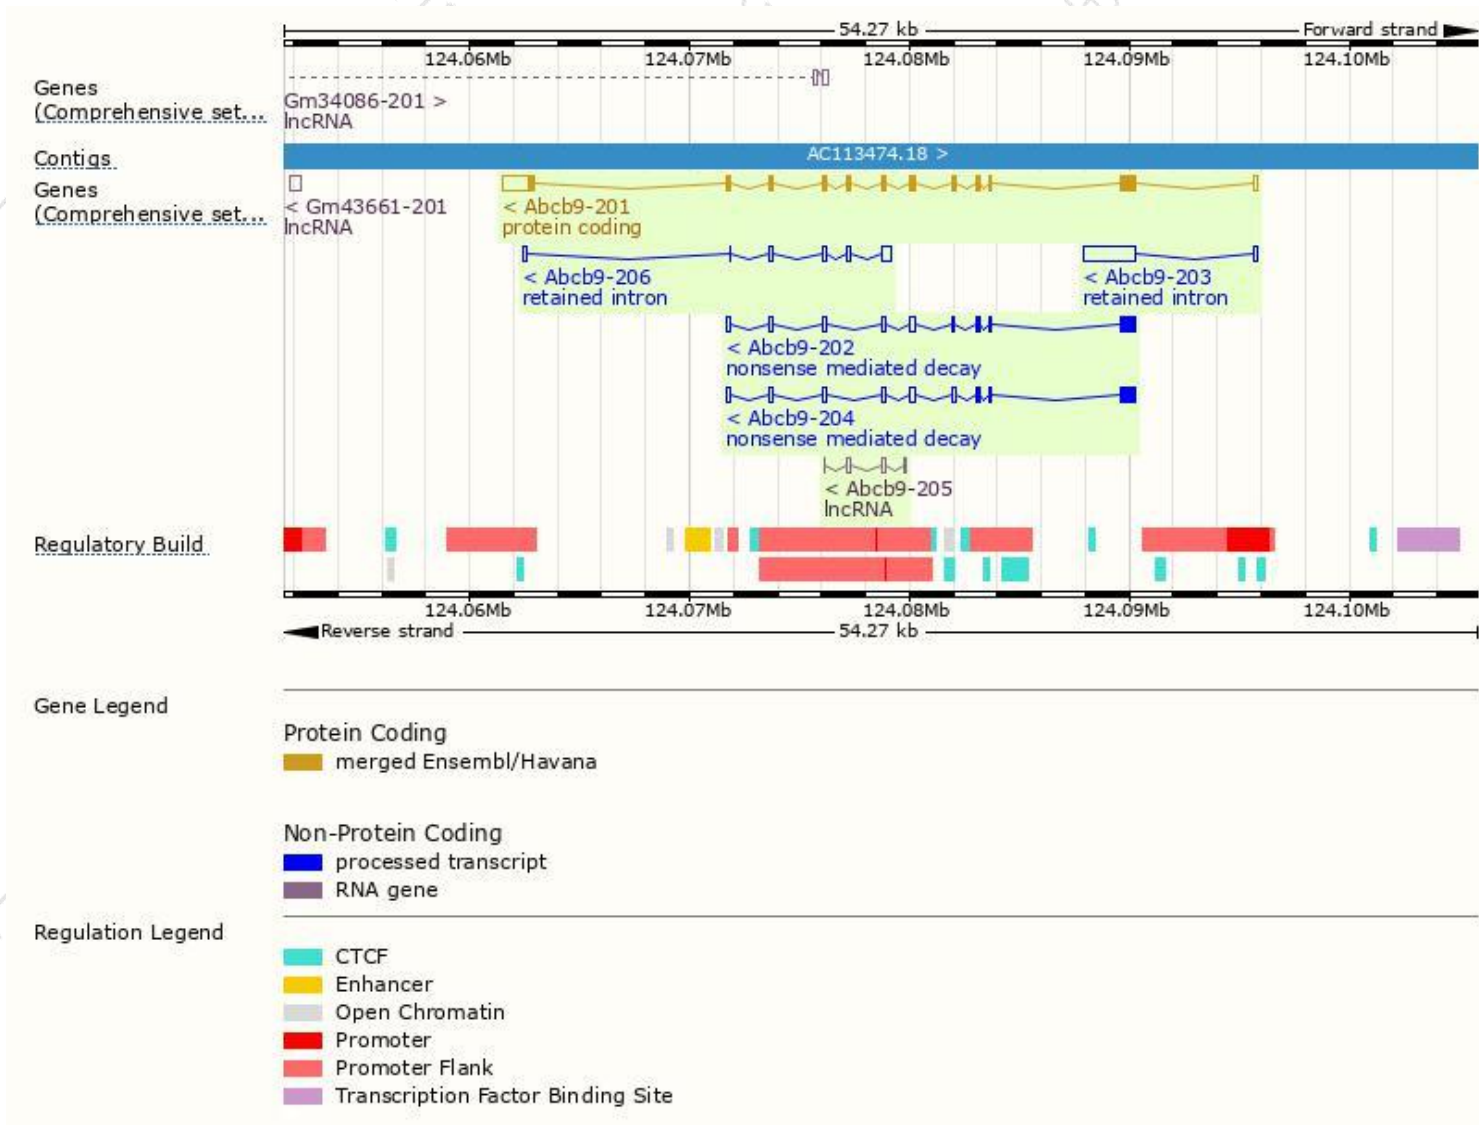 54.27 kb
Forward strand
124.06Mb 124.07Mb 124.08Mb 124.09Mb 124.10Mb
Genes
(Comprehensive set...
Gm34086-201 >
lncRNA
Contigs
AC113474.18 >
Genes
(Comprehensive set...
< Gm43661-201
lncRNA
< Abcb9-201
protein coding
< Abcb9-206
retained intron
< Abcb9-203
retained intron
< Abcb9-202
nonsense mediated decay
< Abcb9-204
nonsense mediated decay
< Abcb9-205
lncRNA
Regulatory Build
124.06Mb 124.07Mb 124.08Mb 124.09Mb 124.10Mb
Reverse strand
54.27 kb
Gene Legend
Protein Coding
merged Ensembl/Havana
Non-Protein Coding
processed transcript
RNA gene
Regulation Legend
CTCF
Enhancer
Open Chromatin
Promoter
Promoter Flank
Transcription Factor Binding Site